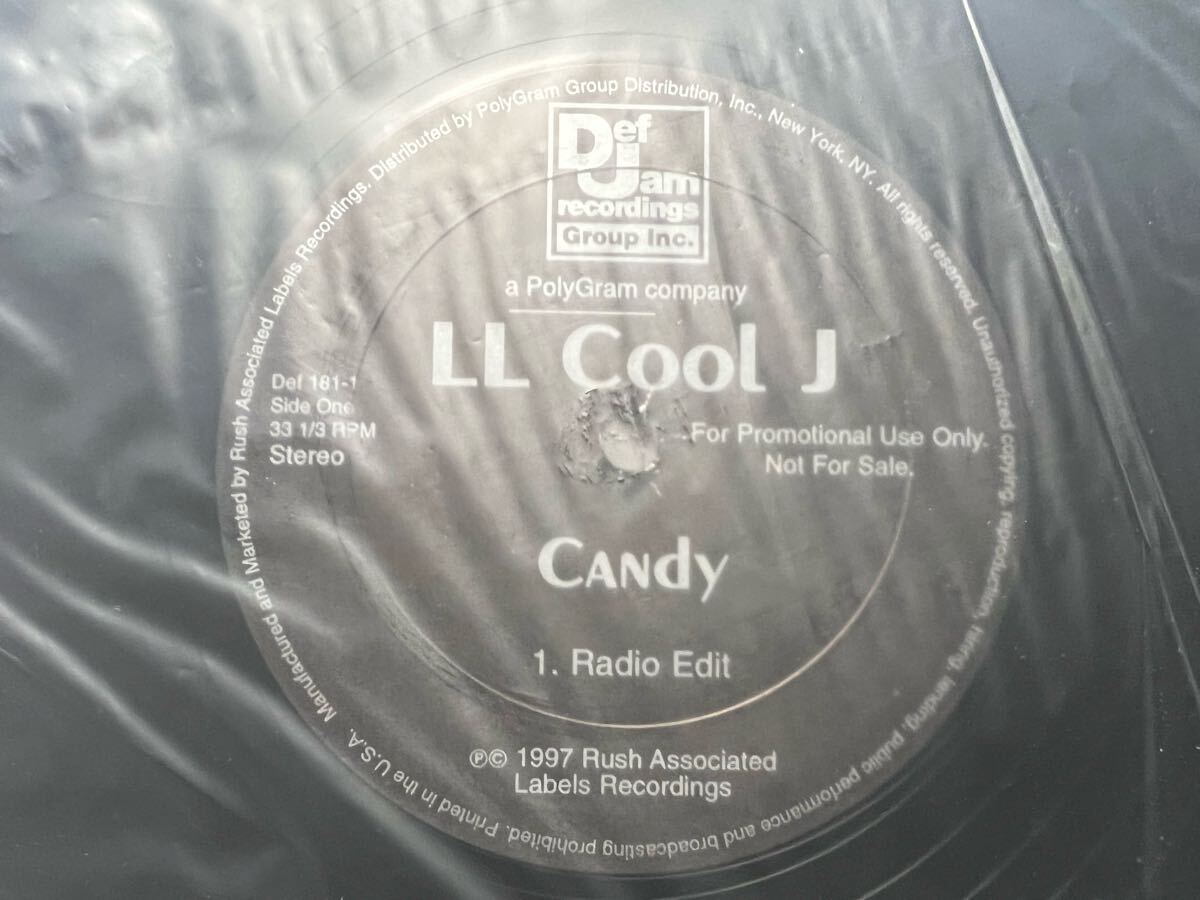 Manufactured and Marketed by Rush Associated Labels Recordings. Distributed by PolyGram Group Distribution, Inc., New York, NY. All rights reserved. Unauthorized copying, reproduction, hiring, lending, public performance and broadcasting prohibited. Printed in the U.S.A.
Def Jam
recordings
Group Inc.
a PolyGram company
LL Cool J
Def 181-1
Side One
33 1/3 RPM
Stereo
For Promotional Use Only.
Not For Sale.
Candy
1. Radio Edit
℗© 1997 Rush Associated
Labels Recordings